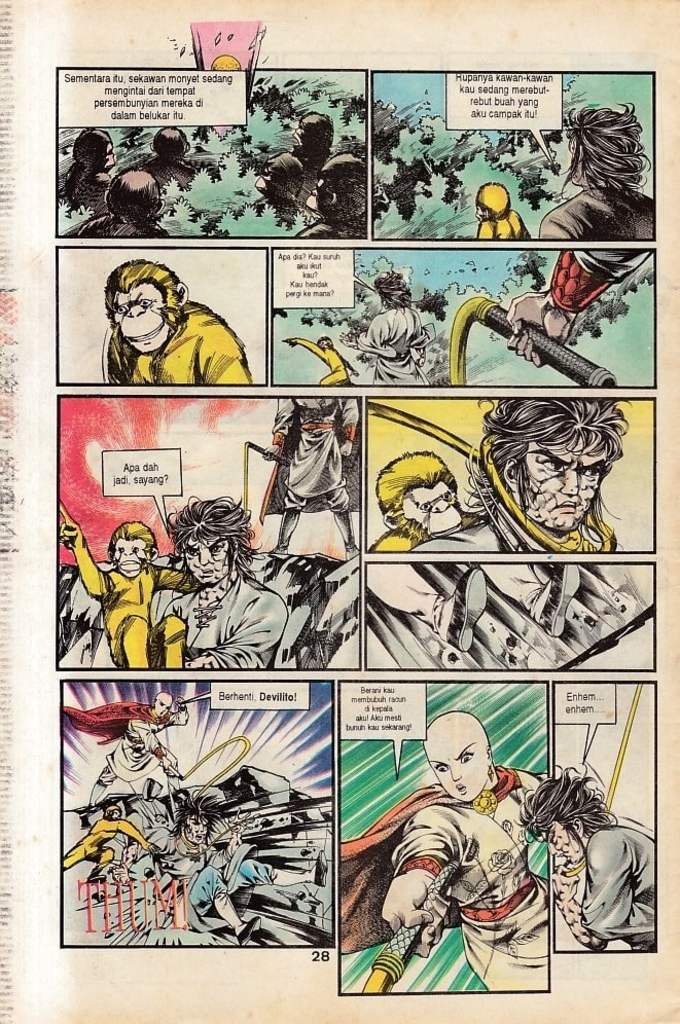 Sementara itu, sekawan monyet sedang
mengintai dari tempat
persembunyian mereka di
dalam belukar itu.
Rupanya kawan-kawan
kau sedang merebut-
rebut buah yang
aku campak itu!
Apa dia? Kau suruh
aku ikut
kau?
Kau hendak
pergi ke mana?
Apa dah
jadi, sayang?
Berhenti, Devilito!
THUM!
Berani kau
membubuh racun
di kepala
aku! Aku mesti
bunuh kau sekarang!
Enhem...
enhem...
28